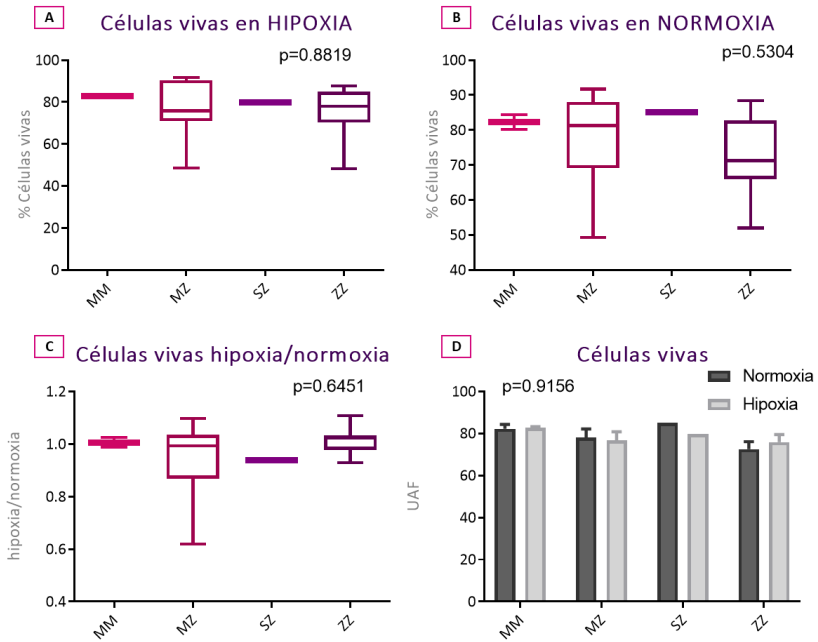 A
Células vivas en HIPOXIA
p=0.8819
% Células vivas
100
80
60
40
20
0
MM
MZ
SZ
ZZ
B
Células vivas en NORMOXIA
p=0.5304
% Células vivas
100
90
80
70
60
50
40
MM
MZ
SZ
ZZ
C
Células vivas hipoxia/normoxia
p=0.6451
hipoxia/normoxia
1.2
1.0
0.8
0.6
0.4
MM
MZ
SZ
ZZ
D
Células vivas
p=0.9156
Normoxia
Hipoxia
UAF
100
80
60
40
20
0
MM
MZ
SZ
ZZ